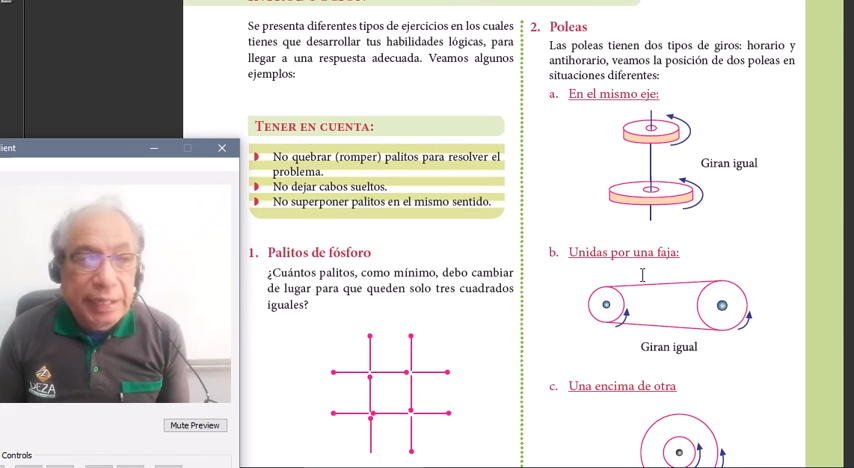 Se presenta diferentes tipos de ejercicios en los cuales
tienes que desarrollar tus habilidades lógicas, para
llegar a una respuesta adecuada. Veamos algunos
ejemplos:
TENER EN CUENTA:
No quebrar (romper) palitos para resolver el
problema.
No dejar cabos sueltos.
No superponer palitos en el mismo sentido.
1. Palitos de fósforo
¿Cuántos palitos, como mínimo, debo cambiar
de lugar para que queden solo tres cuadrados
iguales?
2. Poleas
Las poleas tienen dos tipos de giros: horario y
antihorario, veamos la posición de dos poleas en
situaciones diferentes:
a. En el mismo eje:
Giran igual
b. Unidas por una faja:
Giran igual
c. Una encima de otra
ient
DEZA
Mute Preview
Controls